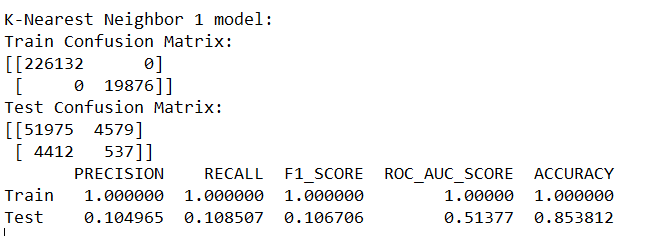 K-Nearest Neighbor 1 model:
Train Confusion Matrix:
[[226132      0]
 [     0  19876]]
Test Confusion Matrix:
[[51975  4579]
 [ 4412   537]]
       PRECISION    RECALL  F1_SCORE  ROC_AUC_SCORE  ACCURACY
Train   1.000000  1.000000  1.000000        1.00000  1.000000
Test    0.104965  0.108507  0.106706        0.51377  0.853812